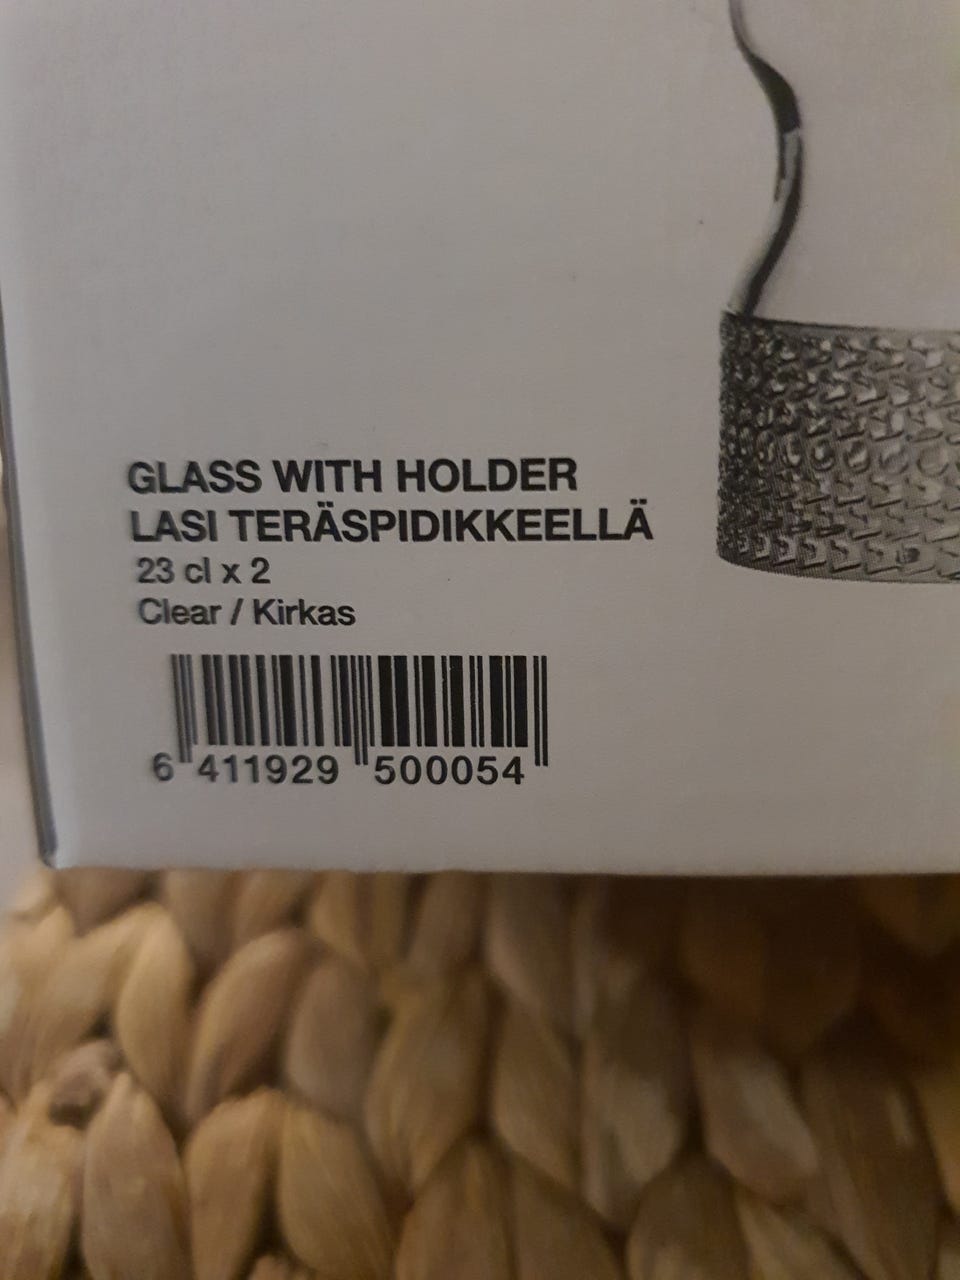 GLASS WITH HOLDER
LASI TERÄSPIDIKKEELLÄ
23 cl x 2
Clear / Kirkas
6 411929 500054